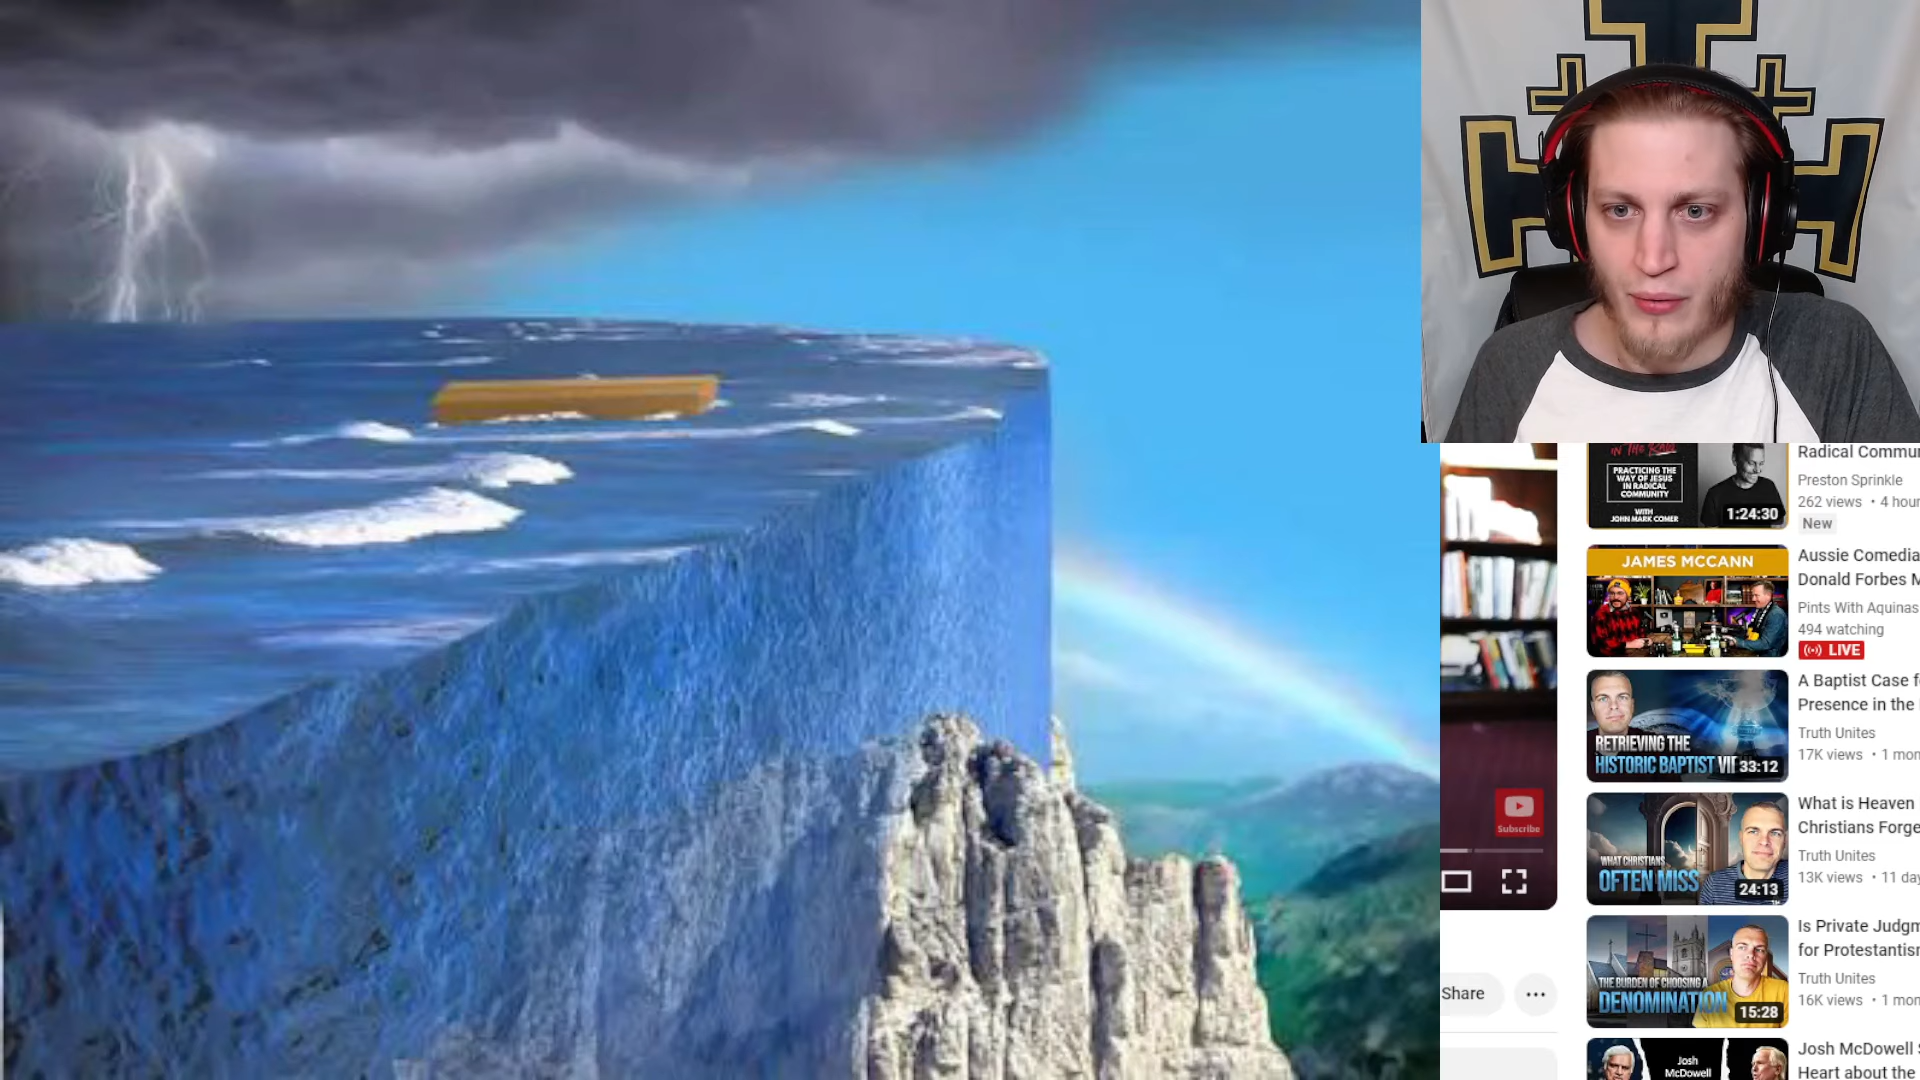 IN THE RAW
PRACTICING THE
WAY OF JESUS
IN RADICAL
COMMUNITY
WITH
JOHN MARK COMER
1:24:30
Radical Commu
Preston Sprinkle
262 views • 4 hour
New
JAMES MCCANN
Aussie Comedia
Donald Forbes M
Pints With Aquinas
494 watching
LIVE
RETRIEVING THE
HISTORIC BAPTIST VI
33:12
A Baptist Case f
Presence in the
Truth Unites
17K views • 1 mon
Subscribe
WHAT CHRISTIANS
OFTEN MISS
24:13
What is Heaven
Christians Forge
Truth Unites
13K views • 11 day
THE BURDEN OF CHOOSING A
DENOMINATION
15:28
Is Private Judgm
for Protestantism
Truth Unites
16K views • 1 mon
Share
Josh
McDowell
Josh McDowell S
Heart about the